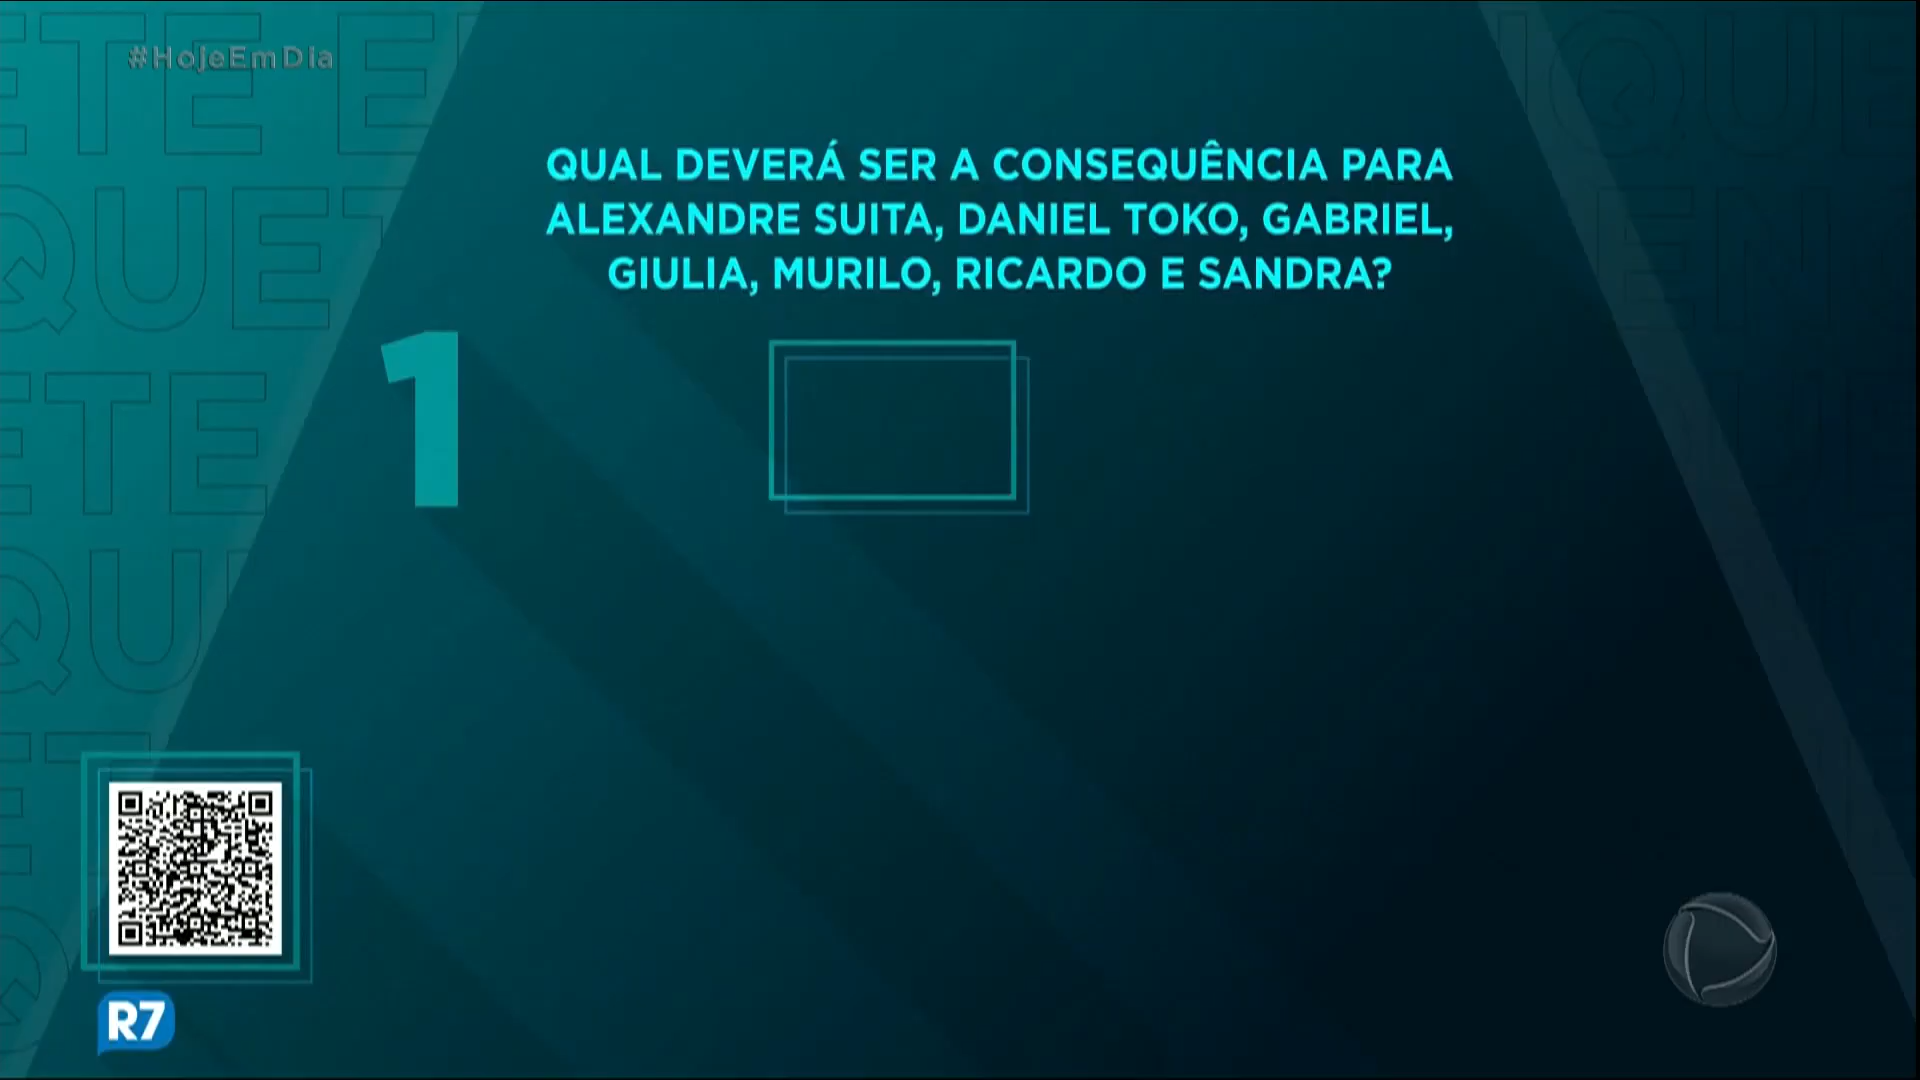 #HojeEmDia
QUAL DEVERÁ SER A CONSEQUÊNCIA PARA
ALEXANDRE SUITA, DANIEL TOKO, GABRIEL,
GIULIA, MURILO, RICARDO E SANDRA?
1
R7